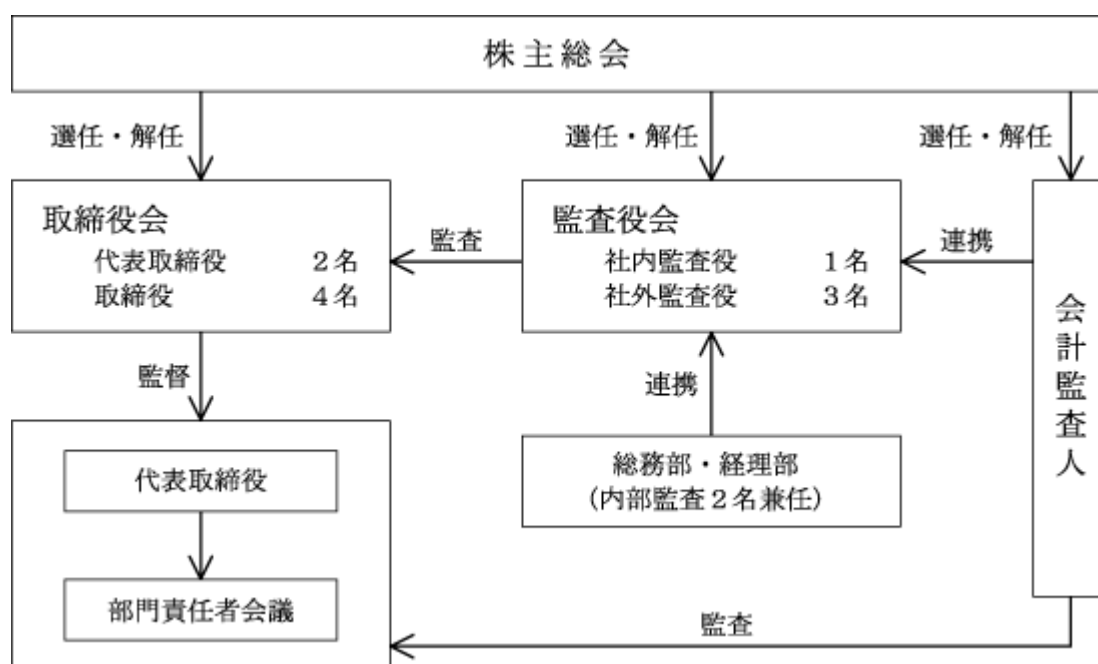 株主総会
選任・解任
選任・解任
選任・解任
取締役会
代表取締役 2名
取締役 4名
監査
監査役会
社内監査役 1名
社外監査役 3名
連携
会計監査人
監督
連携
代表取締役
部門責任者会議
総務部・経理部
(内部監査2名兼任)
監査